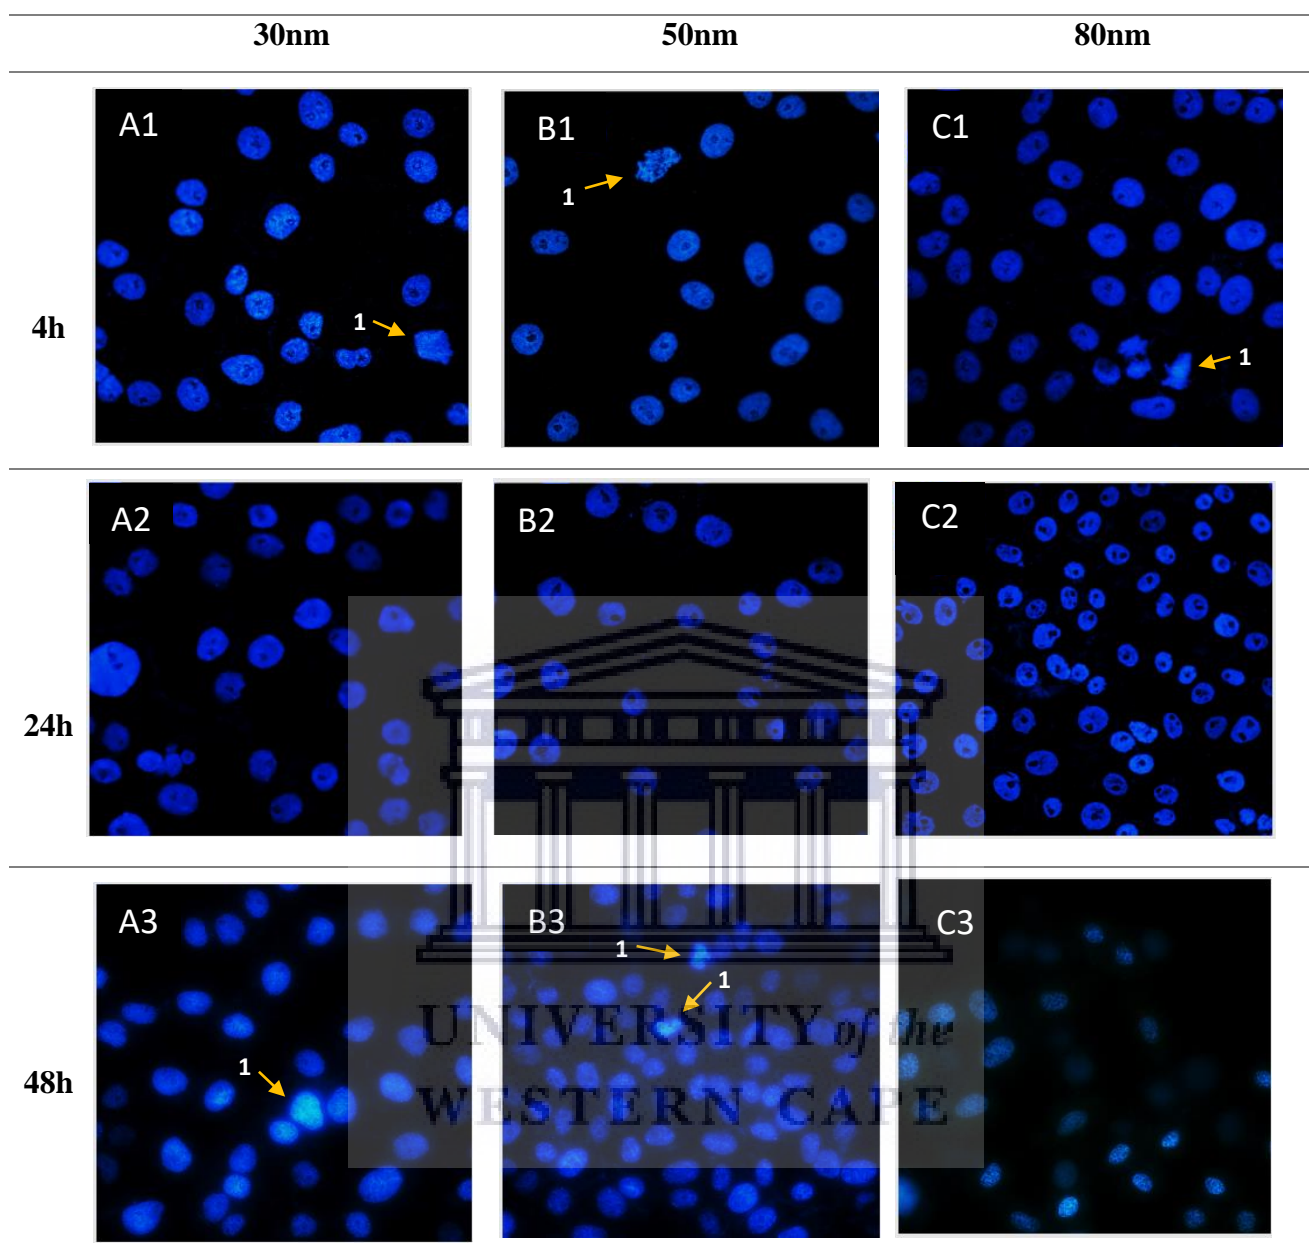 30nm 50nm 80nm
A1 B1 C1
1
1
4h
1
A2 B2 C2
24h
A3 B3 C3
1
1
UNIVERSITY of the
1
48h
WESTERN CAPE